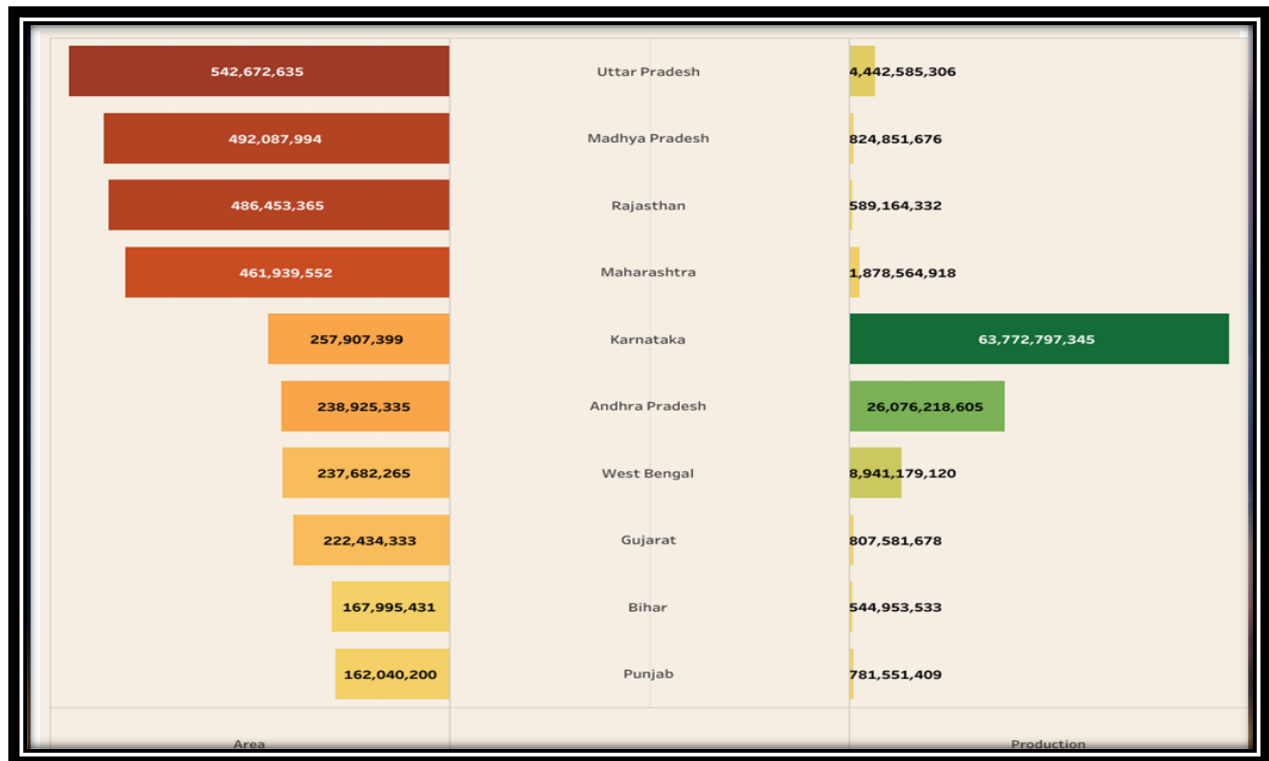 542,672,635 Uttar Pradesh 4,442,585,306
492,087,994 Madhya Pradesh 824,851,676
486,453,365 Rajasthan 589,164,332
461,939,552 Maharashtra 1,878,564,918
257,907,399 Karnataka 63,772,797,345
238,925,335 Andhra Pradesh 26,076,218,605
237,682,265 West Bengal 8,941,179,120
222,434,333 Gujarat 807,581,678
167,995,431 Bihar 544,953,533
162,040,200 Punjab 781,551,409
Area Production